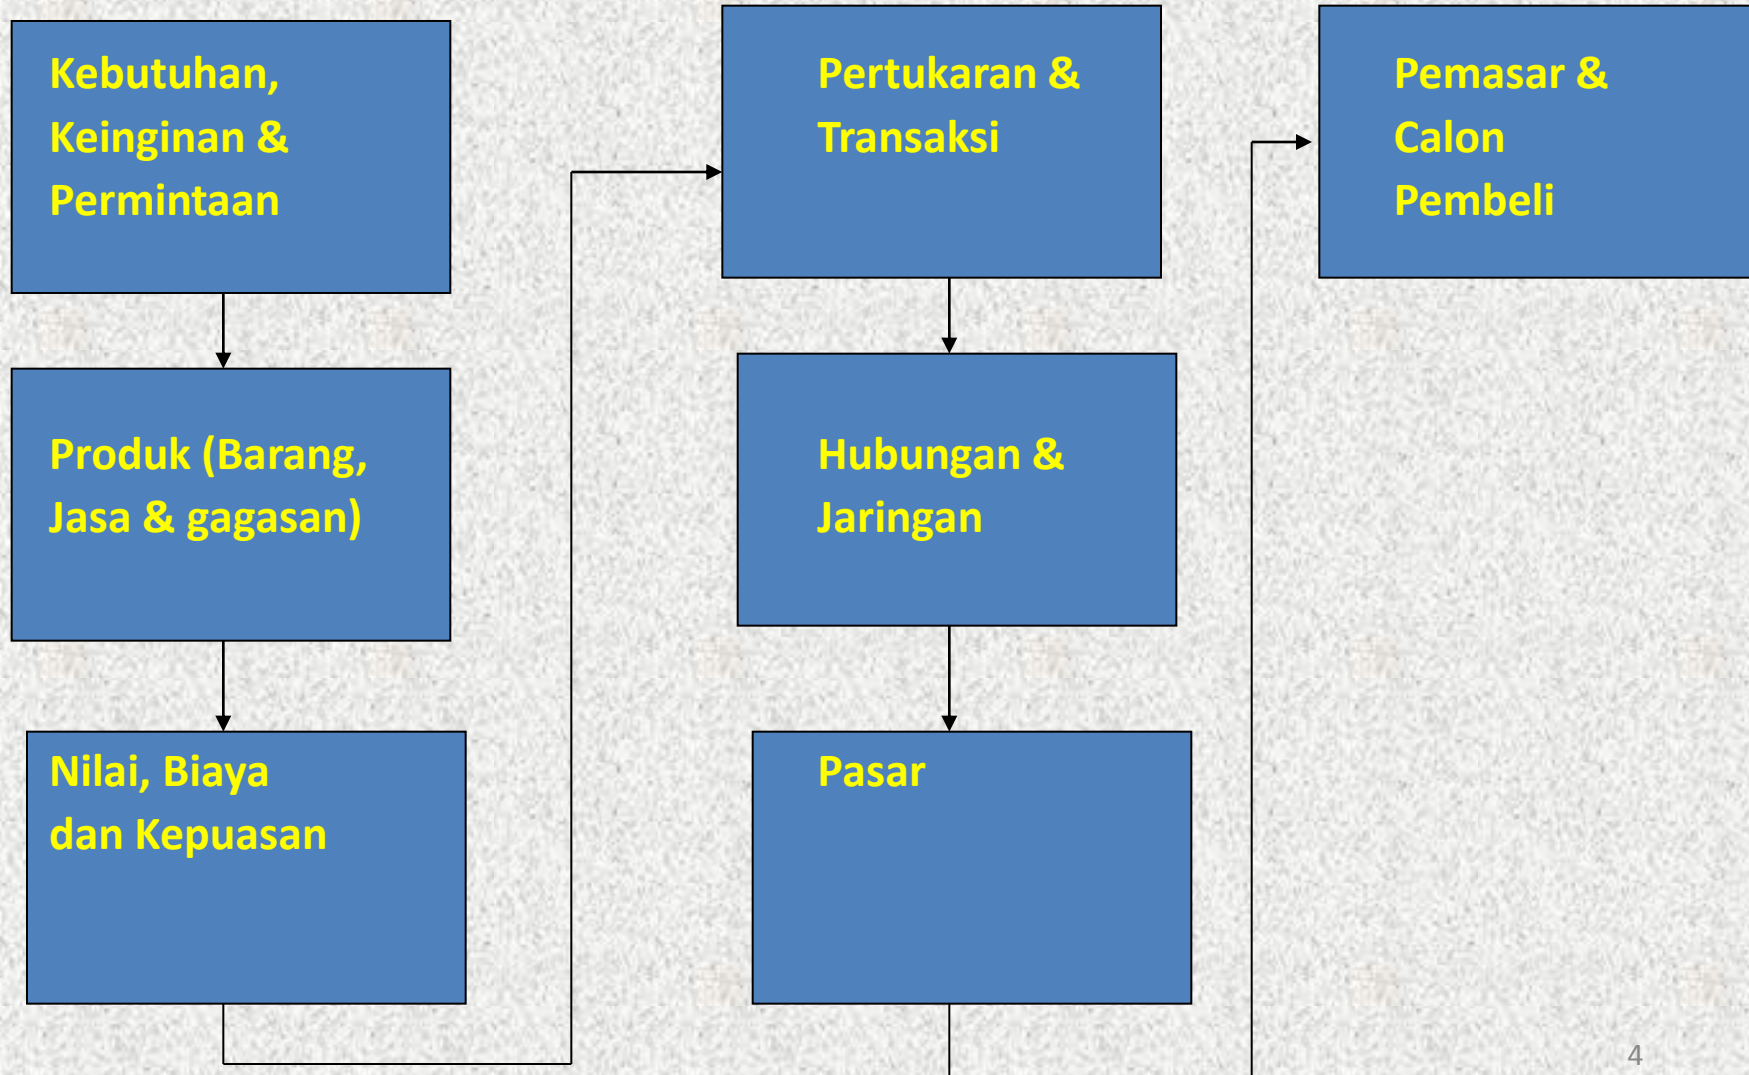 Kebutuhan,
Keinginan &
Permintaan
Produk (Barang,
Jasa & gagasan)
Nilai, Biaya
dan Kepuasan
Pertukaran &
Transaksi
Hubungan &
Jaringan
Pasar
Pemasar &
Calon
Pembeli
4